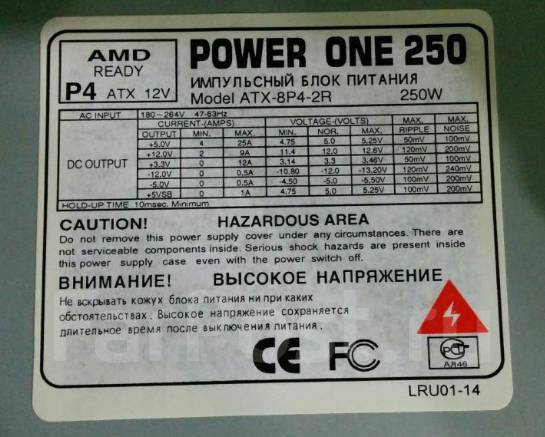 AMD
READY
P4 ATX 12V
POWER ONE 250
ИМПУЛЬСНЫЙ БЛОК ПИТАНИЯ
Model ATX-8P4-2R 250W
AC INPUT 180~264V 47-63Hz
DC OUTPUT
CURRENT-(AMPS) VOLTAGE-(VOLTS) MAX. MAX.
OUTPUT MIN. MAX. MIN. NOR. MAX. RIPPLE NOISE
+5.0V 4 25A 4.75 5.0 5.25V 50mV 100mV
+12.0V 2 9A 11.4 12.0 12.6V 120mV 200mV
+3.3V 0 12A 3.14 3.3 3.46V 50mV 100mV
-12.0V 0 0.5A -10.80 -12.0 -13.20V 120mV 240mV
-5.0V 0 0.5A -4.50 -5.0 -5.50V 100mV 200mV
+5VSB 0 1A 4.75 5.0 5.25V 100mV 200mV
HOLD-UP TIME 10msec. Minimum
CAUTION! HAZARDOUS AREA
Do not remove this power supply cover under any circumstances. There are
not serviceable components inside. Serious shock hazards are present inside
this power supply case even with the power switch off.
ВНИМАНИЕ! ВЫСОКОЕ НАПРЯЖЕНИЕ
Не вскрывать кожух блока питания ни при каких
обстоятельствах. Высокое напряжение сохраняется
длительное время после выключения питания.
CE FC
РСТ
АЛ46
LRU01-14